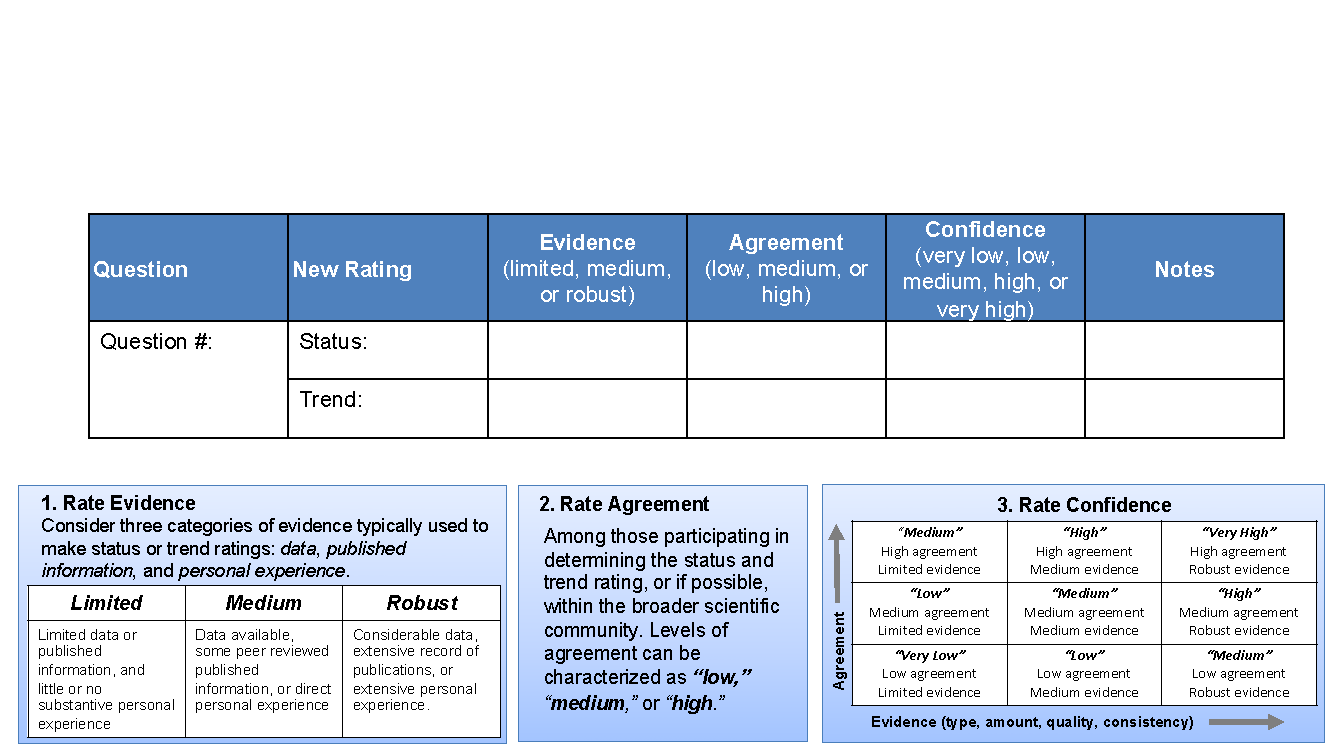 Question
New Rating
Evidence
(limited, medium,
or robust)
Agreement
(low, medium, or
high)
Confidence
(very low, low,
medium, high, or
very high)
Notes
Question #:
Status:
Trend:
1. Rate Evidence
Consider three categories of evidence typically used to
make status or trend ratings: data, published
information, and personal experience.
Limited
Medium
Robust
Limited data or
published
information, and
little or no
substantive personal
experience
Data available,
some peer reviewed
published
information, or direct
personal experience
Considerable data,
extensive record of
publications, or
extensive personal
experience.
2. Rate Agreement
Among those participating in
determining the status and
trend rating, or if possible,
within the broader scientific
community. Levels of
agreement can be
characterized as “low,”
“medium,” or “high.”
3. Rate Confidence
Agreement
“Medium”
High agreement
Limited evidence
“High”
High agreement
Medium evidence
“Very High”
High agreement
Robust evidence
“Low”
Medium agreement
Limited evidence
“Medium”
Medium agreement
Medium evidence
“High”
Medium agreement
Robust evidence
“Very Low”
Low agreement
Limited evidence
“Low”
Low agreement
Medium evidence
“Medium”
Low agreement
Robust evidence
Evidence (type, amount, quality, consistency)